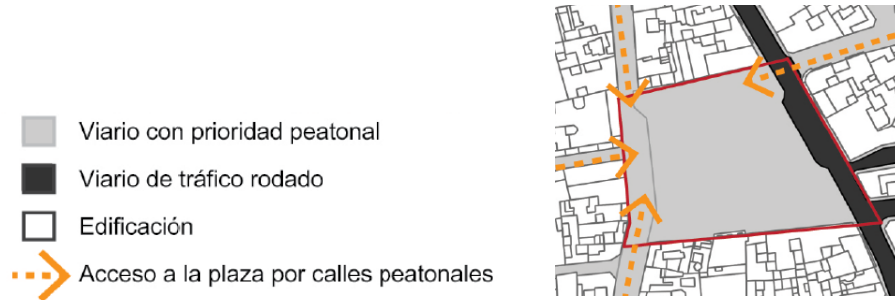 Viario con prioridad peatonal
Viario de tráfico rodado
Edificación
Acceso a la plaza por calles peatonales